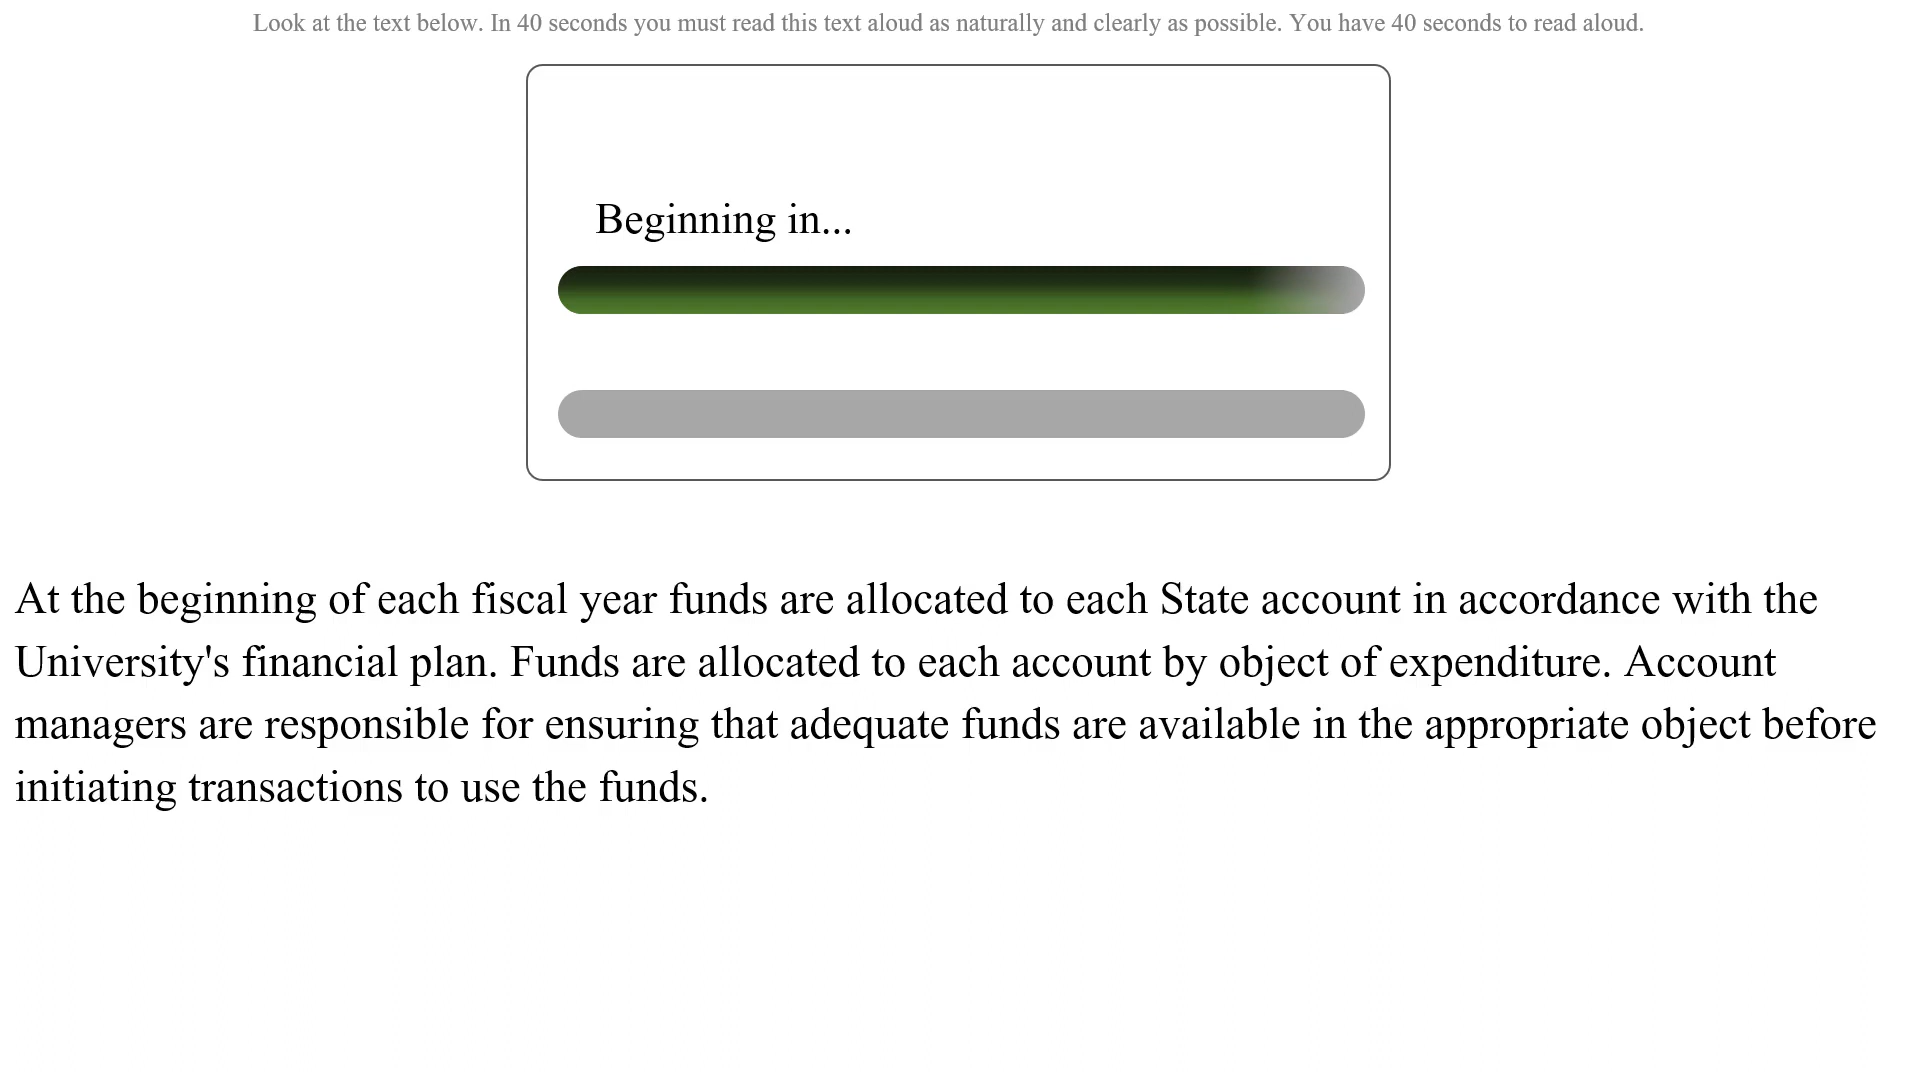 Look at the text below. In 40 seconds you must read this text aloud as naturally and clearly as possible. You have 40 seconds to read aloud.
Beginning in...
At the beginning of each fiscal year funds are allocated to each State account in accordance with the
University's financial plan. Funds are allocated to each account by object of expenditure. Account
managers are responsible for ensuring that adequate funds are available in the appropriate object before
initiating transactions to use the funds.